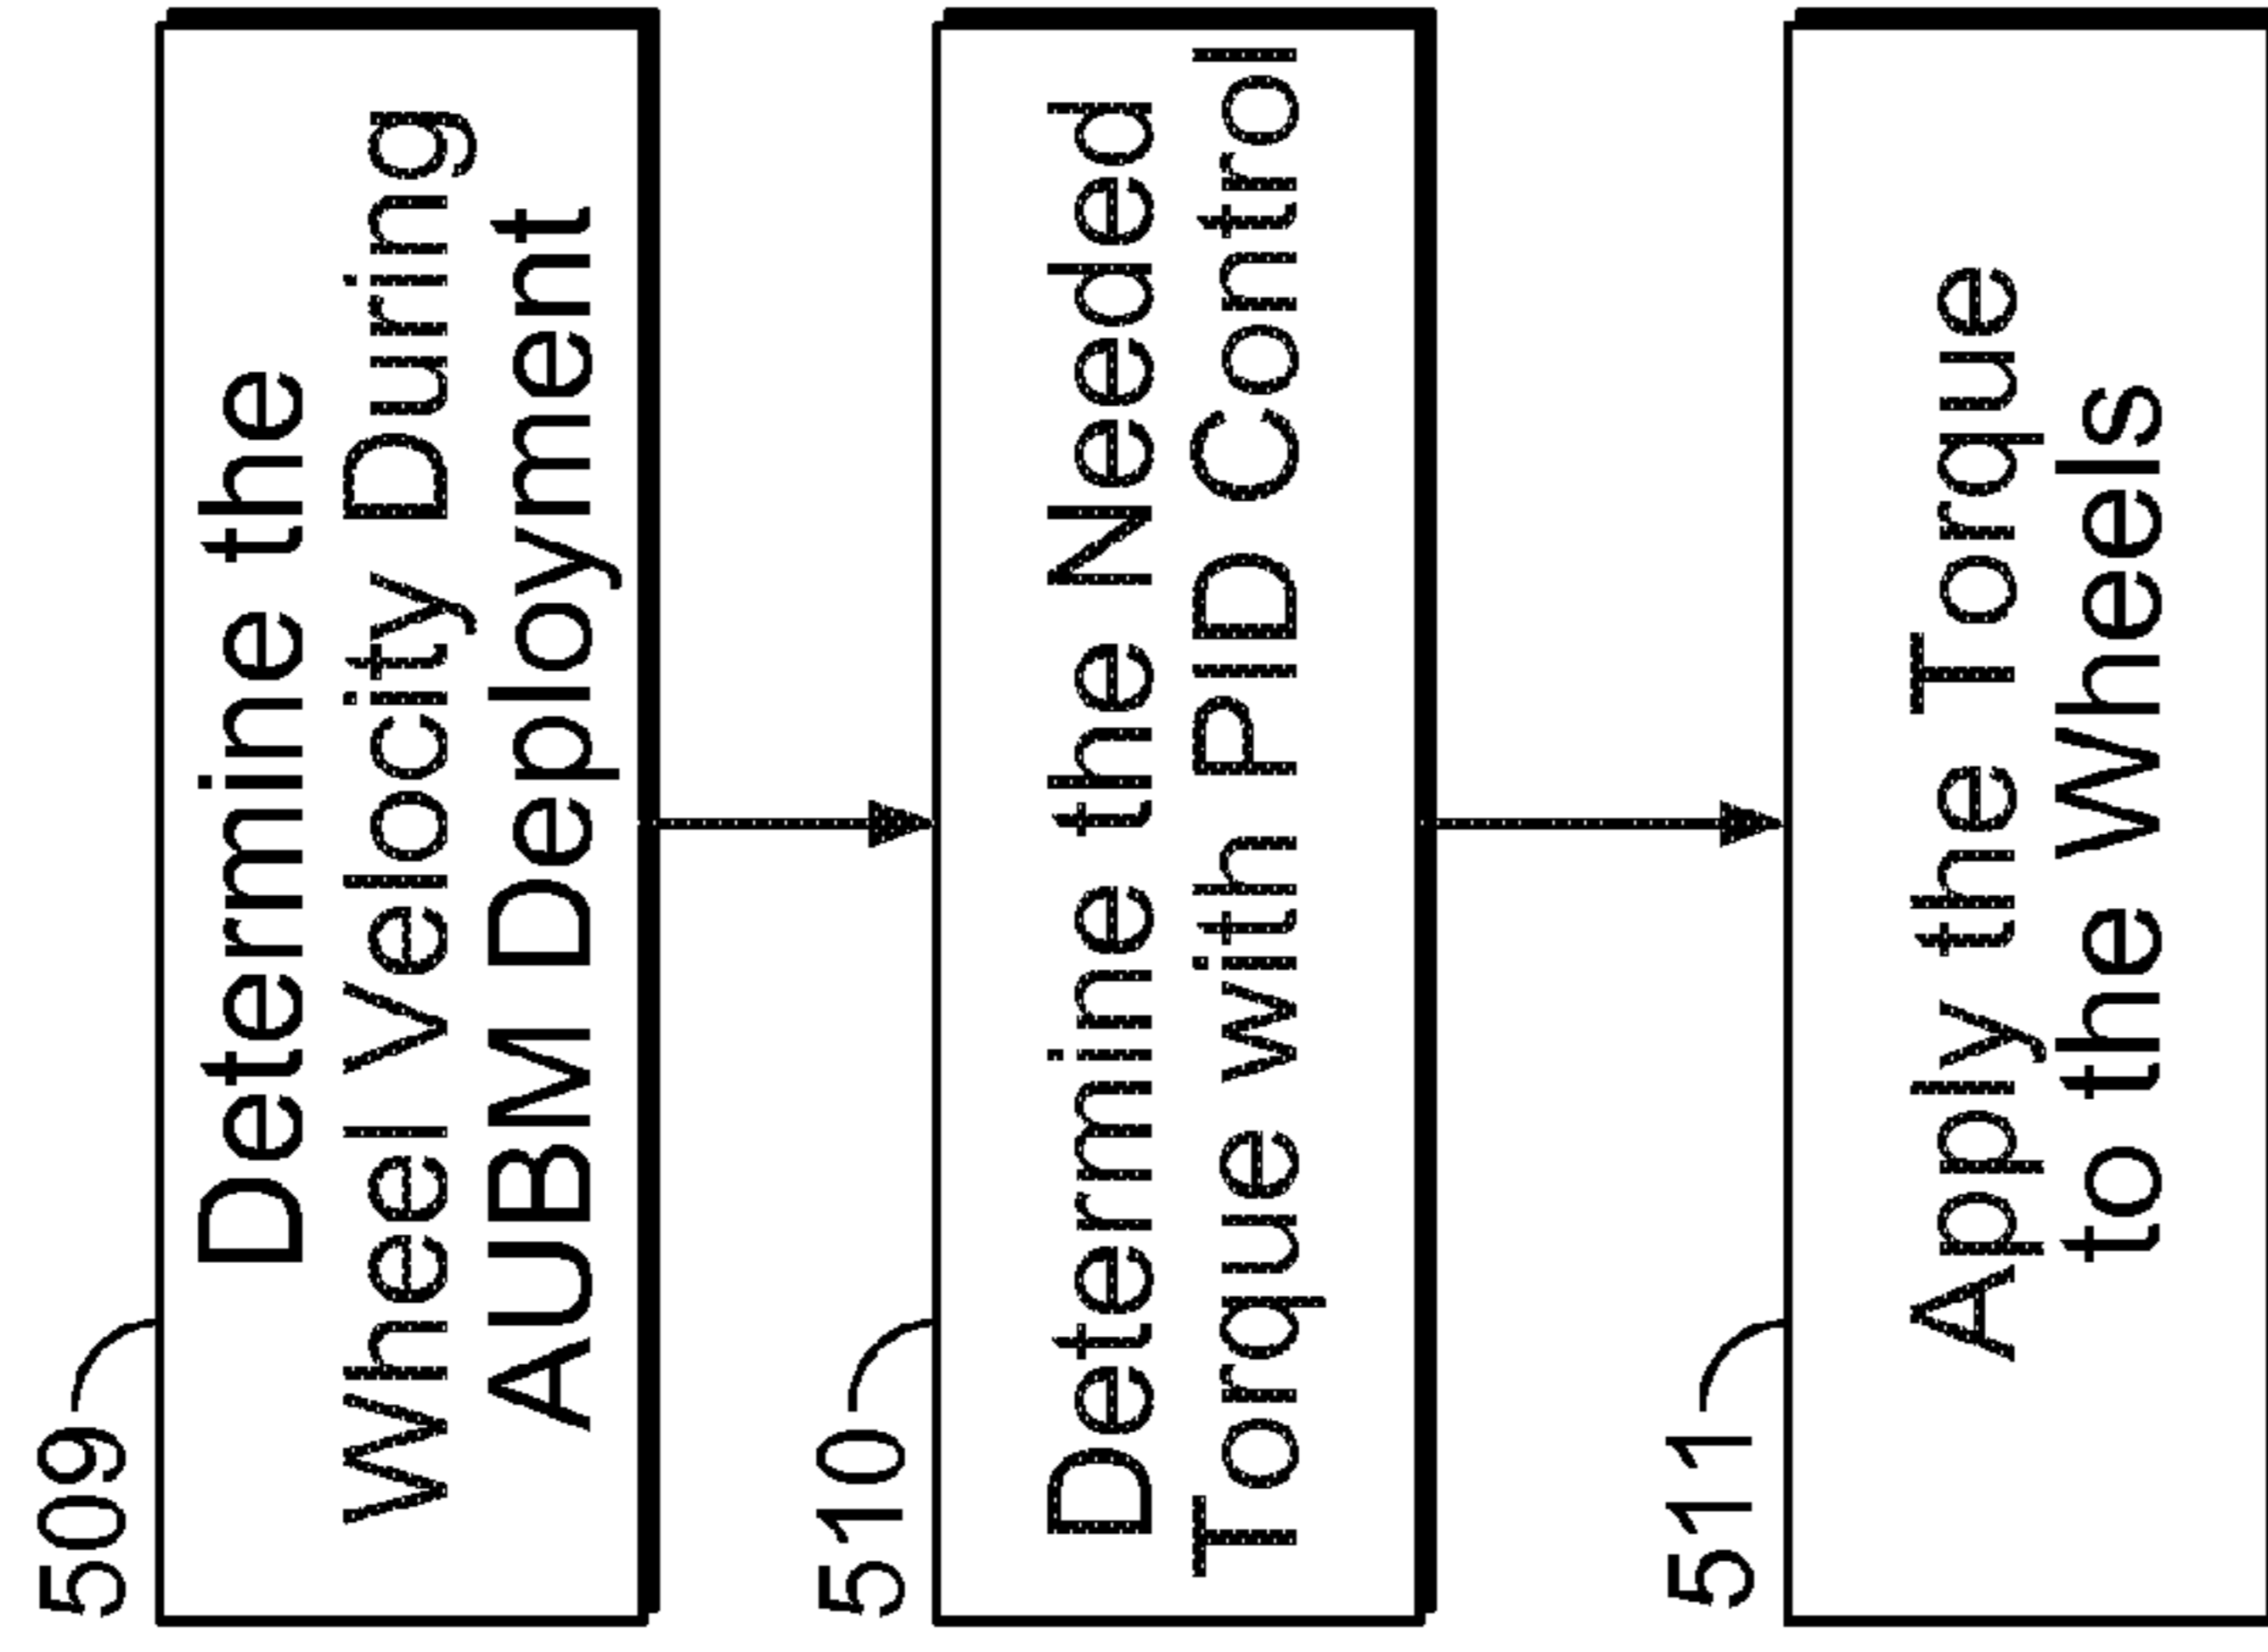 509
Determine the
Wheel Velocity During
AUBM Deployment
510
Determine the Needed
Torque with PID Control
511
Apply the Torque
to the Wheels